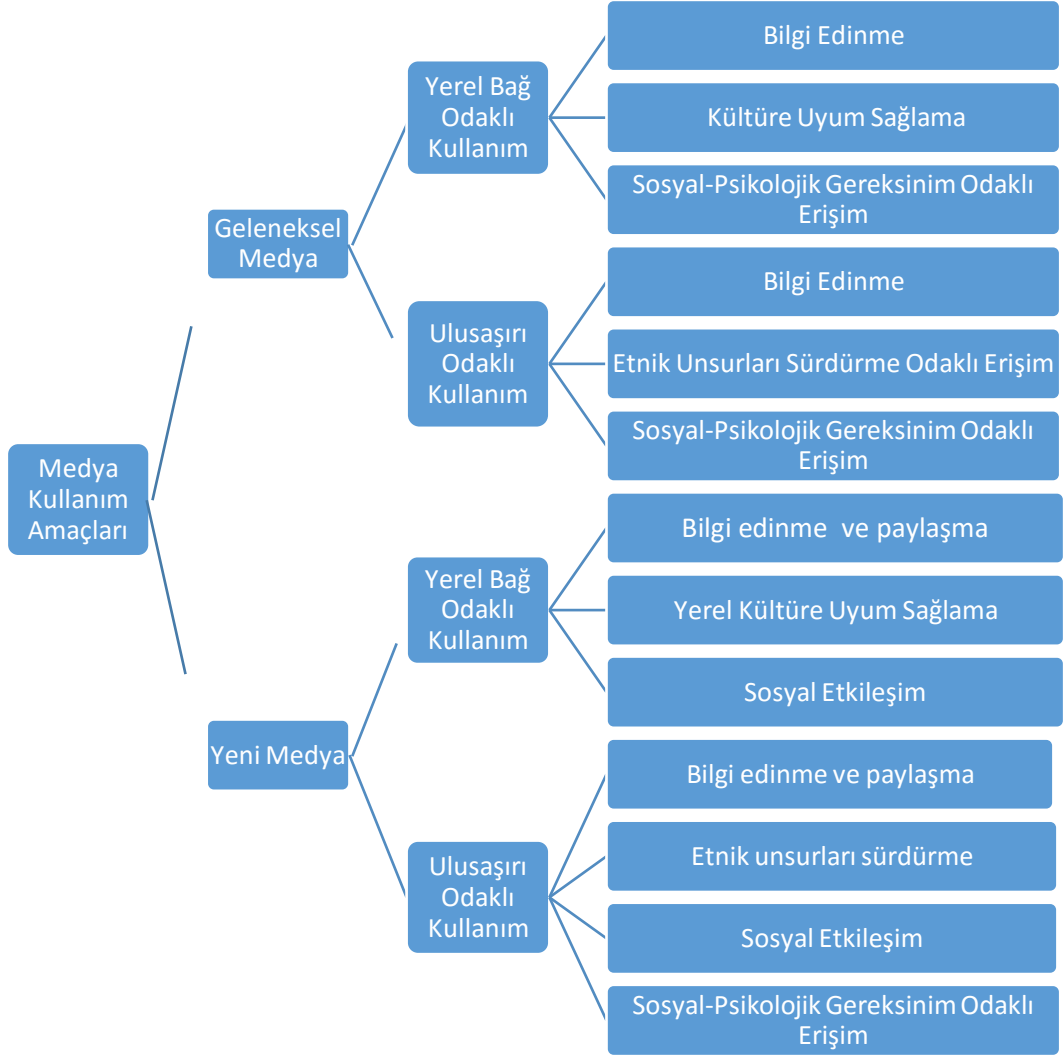 Medya
Kullanım
Amaçları
Geleneksel
Medya
Yerel Bağ
Odaklı
Kullanım
Bilgi Edinme
Kültüre Uyum Sağlama
Sosyal-Psikolojik Gereksinim Odaklı
Erişim
Ulusaşırı
Odaklı
Kullanım
Bilgi Edinme
Etnik Unsurları Sürdürme Odaklı Erişim
Sosyal-Psikolojik Gereksinim Odaklı
Erişim
Yeni Medya
Yerel Bağ
Odaklı
Kullanım
Bilgi edinme ve paylaşma
Yerel Kültüre Uyum Sağlama
Sosyal Etkileşim
Ulusaşırı
Odaklı
Kullanım
Bilgi edinme ve paylaşma
Etnik unsurları sürdürme
Sosyal Etkileşim
Sosyal-Psikolojik Gereksinim Odaklı
Erişim